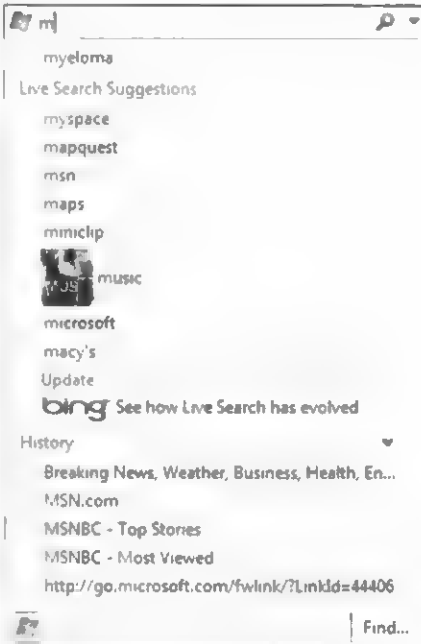 m
myeloma
Live Search Suggestions
myspace
mapquest
msn
maps
miniclip
music
microsoft
macy's
Update
bing See how Live Search has evolved
History
Breaking News, Weather, Business, Health, En...
MSN.com
MSNBC - Top Stories
MSNBC - Most Viewed
http://go.microsoft.com/fwlink/?LinkId=44406
Find...